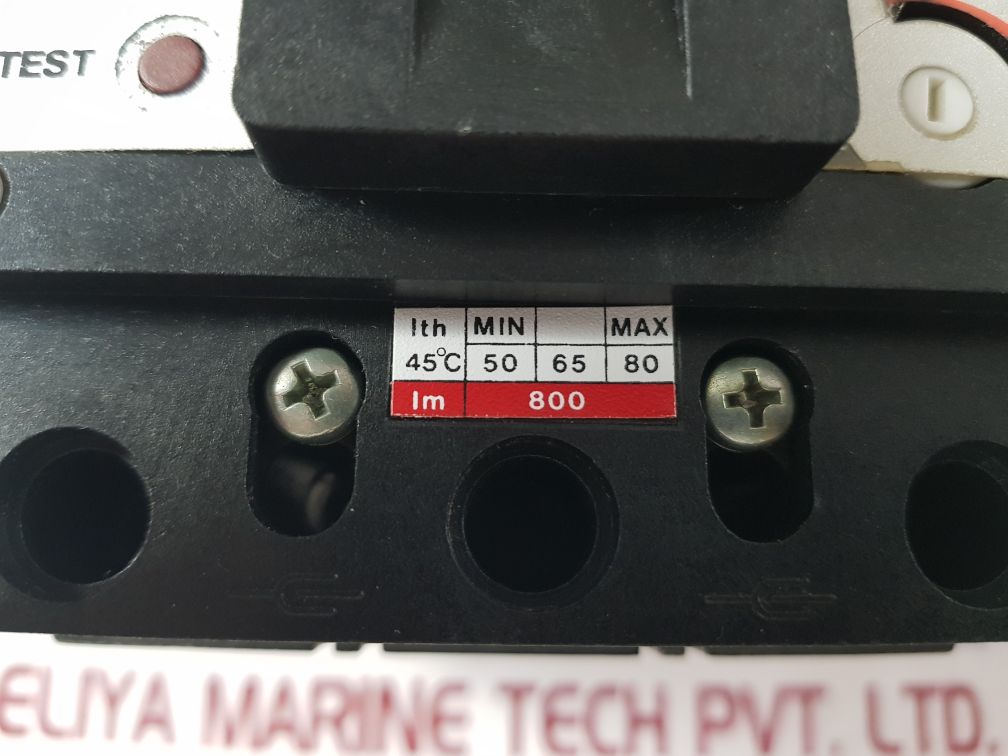 TEST
Ith MIN MAX
45°C 50 65 80
Im 800
ELIYA MARINE TECH PVT. LTD.